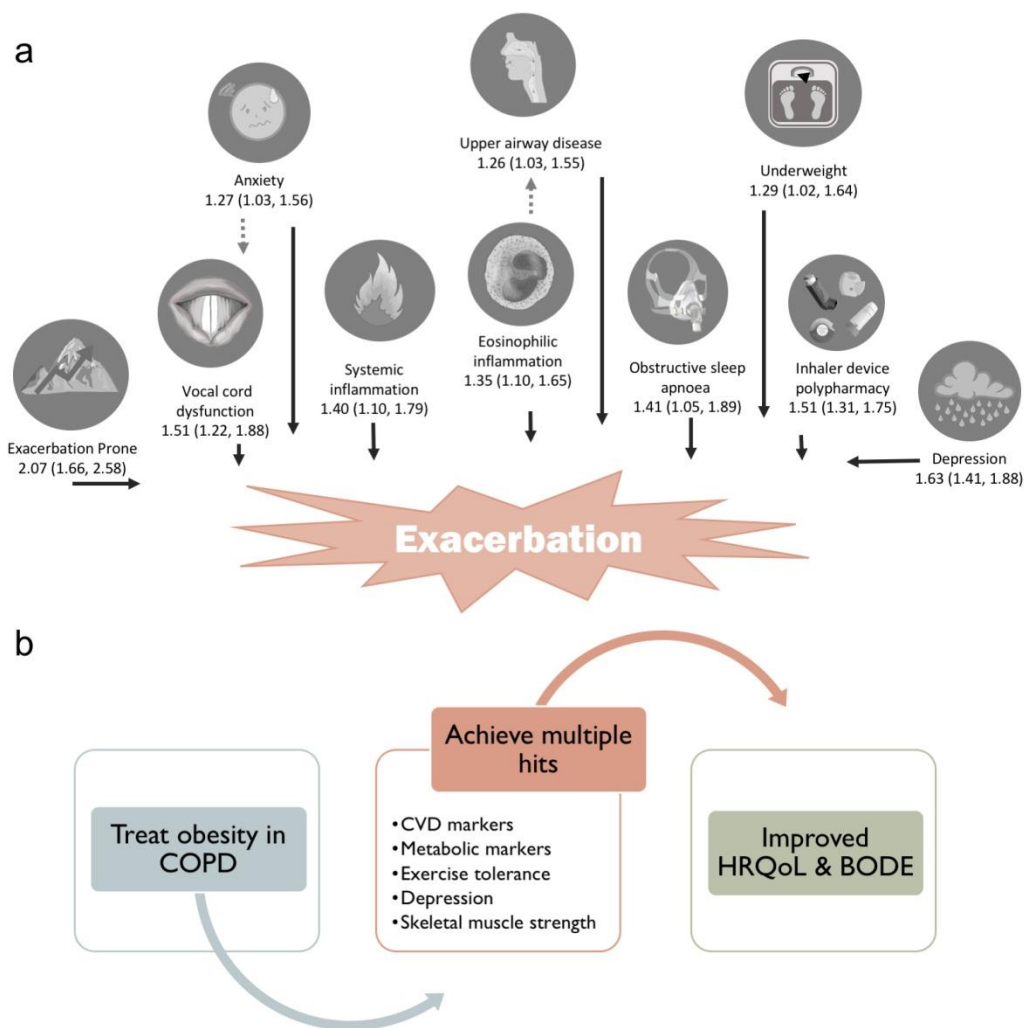 a
Anxiety
1.27 (1.03, 1.56)
Upper airway disease
1.26 (1.03, 1.55)
Underweight
1.29 (1.02, 1.64)
Exacerbation Prone
2.07 (1.66, 2.58)
Vocal cord
dysfunction
1.51 (1.22, 1.88)
Systemic
inflammation
1.40 (1.10, 1.79)
Eosinophilic
inflammation
1.35 (1.10, 1.65)
Obstructive sleep
apnoea
1.41 (1.05, 1.89)
Inhaler device
polypharmacy
1.51 (1.31, 1.75)
Depression
1.63 (1.41, 1.88)
Exacerbation
b
Treat obesity in
COPD
Achieve multiple
hits
•CVD markers
•Metabolic markers
•Exercise tolerance
•Depression
•Skeletal muscle strength
Improved
HRQoL & BODE